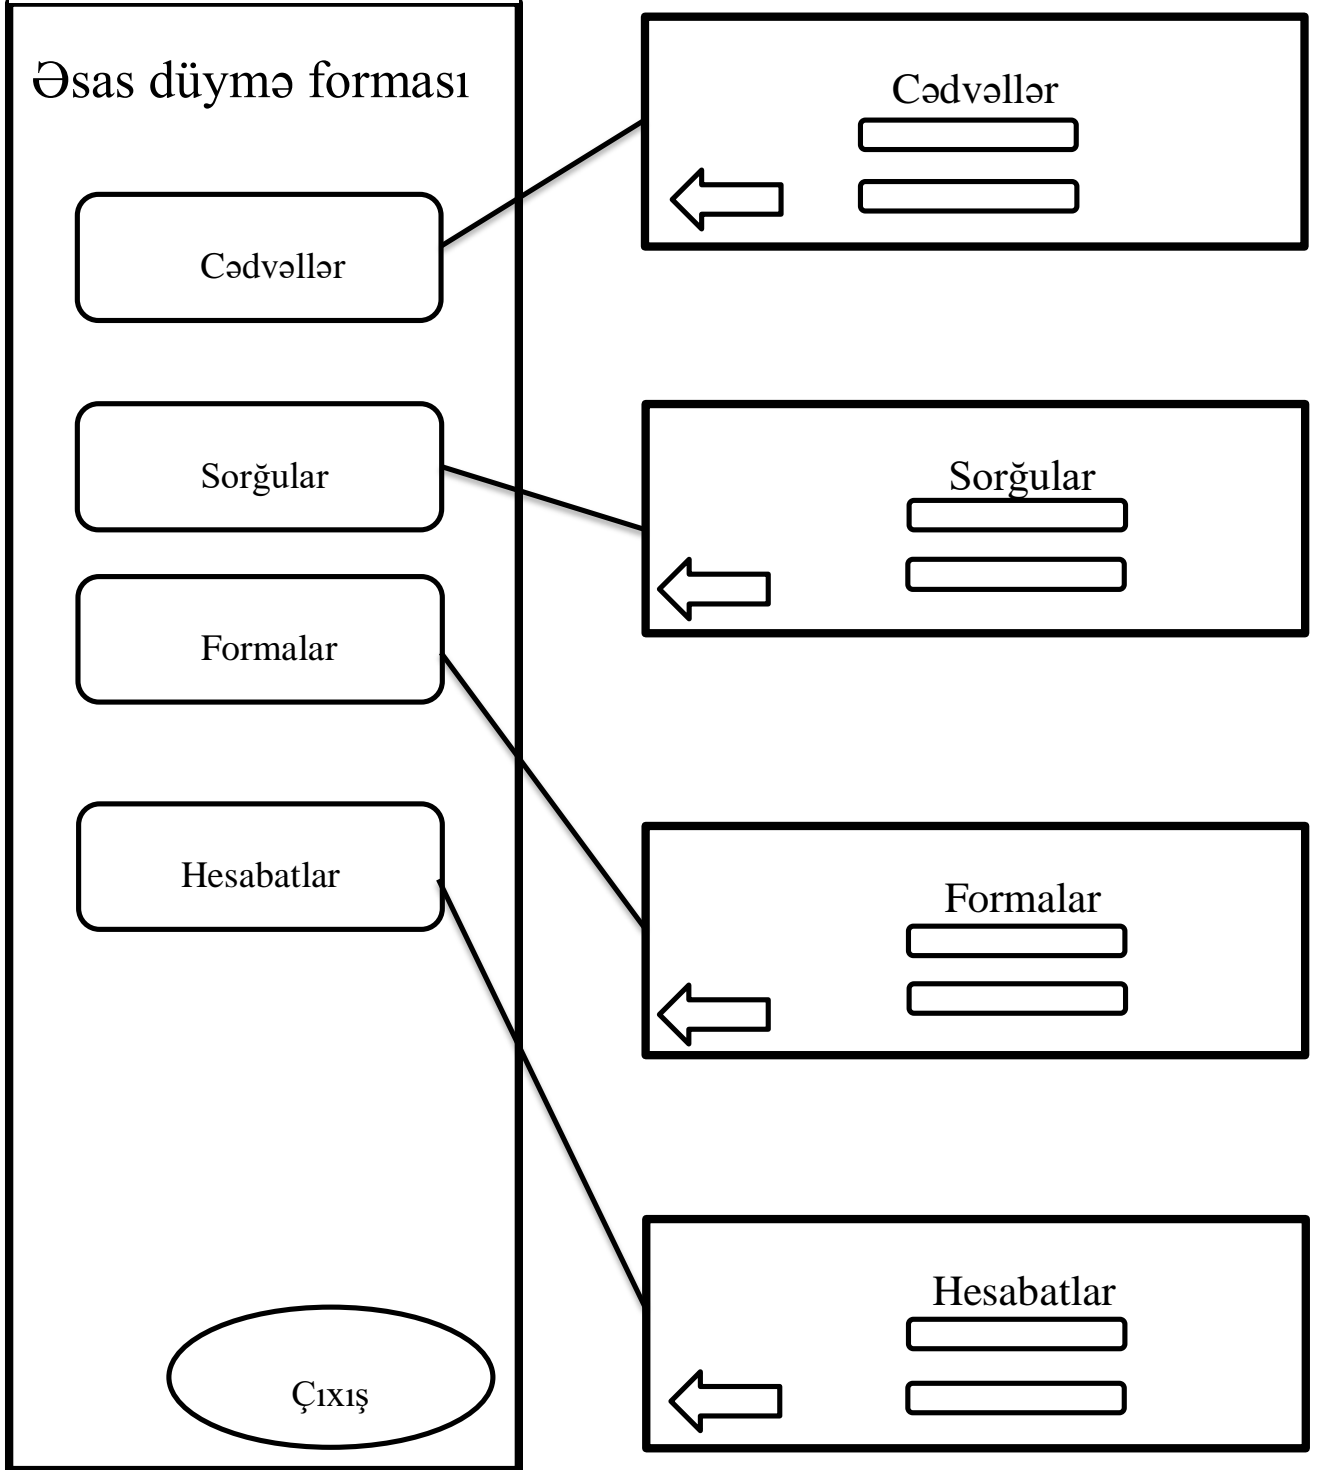 Əsas düymə forması
Cədvəllər
Sorğular
Formalar
Hesabatlar
Çıxış
Cədvəllər
Sorğular
Formalar
Hesabatlar